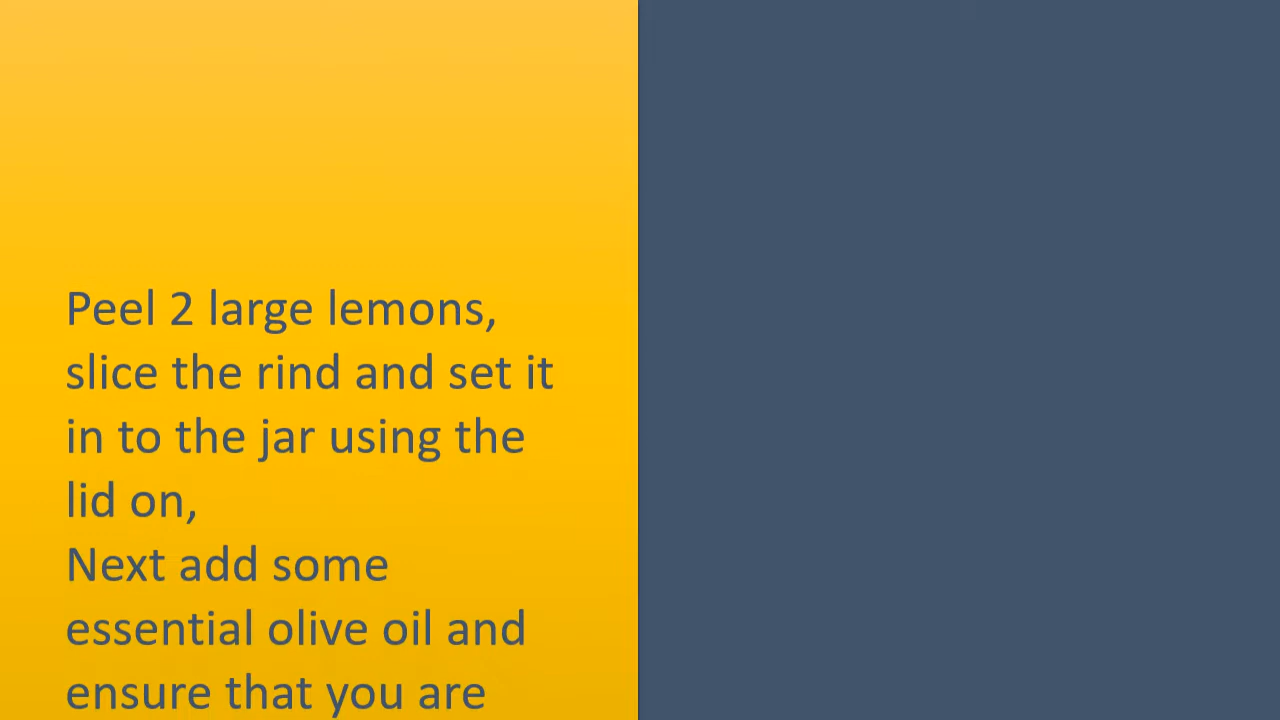 Peel 2 large lemons,
slice the rind and set it
in to the jar using the
lid on,
Next add some
essential olive oil and
ensure that you are